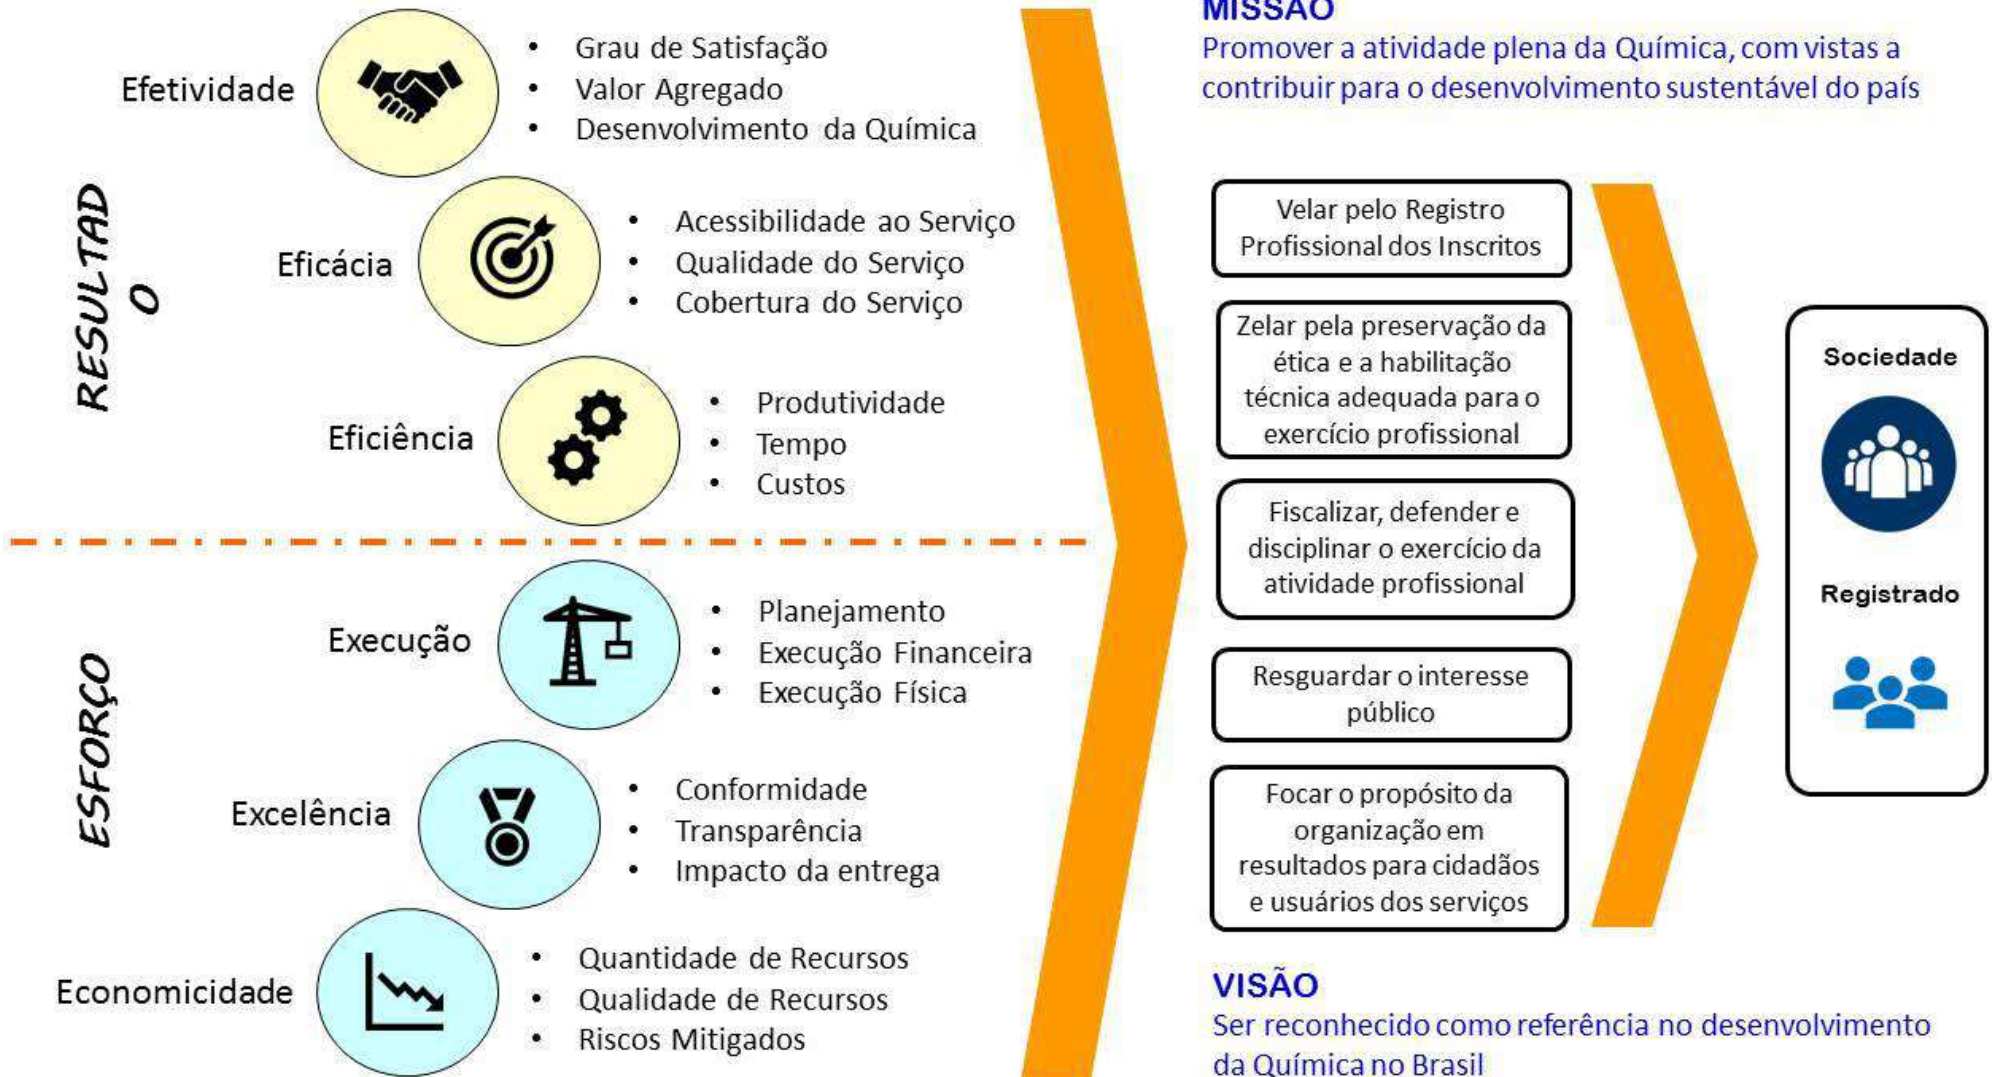 RESULTAD
O
Efetividade
• Grau de Satisfação
• Valor Agregado
• Desenvolvimento da Química
Eficácia
• Acessibilidade ao Serviço
• Qualidade do Serviço
• Cobertura do Serviço
Eficiência
• Produtividade
• Tempo
• Custos
ESFORÇO
Execução
• Planejamento
• Execução Financeira
• Execução Física
Excelência
• Conformidade
• Transparência
• Impacto da entrega
Economicidade
• Quantidade de Recursos
• Qualidade de Recursos
• Riscos Mitigados
MISSÃO
Promover a atividade plena da Química, com vistas a
contribuir para o desenvolvimento sustentável do país
Velar pelo Registro
Profissional dos Inscritos
Zelar pela preservação da
ética e a habilitação
técnica adequada para o
exercício profissional
Fiscalizar, defender e
disciplinar o exercício da
atividade profissional
Resguardar o interesse
público
Focar o propósito da
organização em
resultados para cidadãos
e usuários dos serviços
VISÃO
Ser reconhecido como referência no desenvolvimento
da Química no Brasil
Sociedade
Registrado